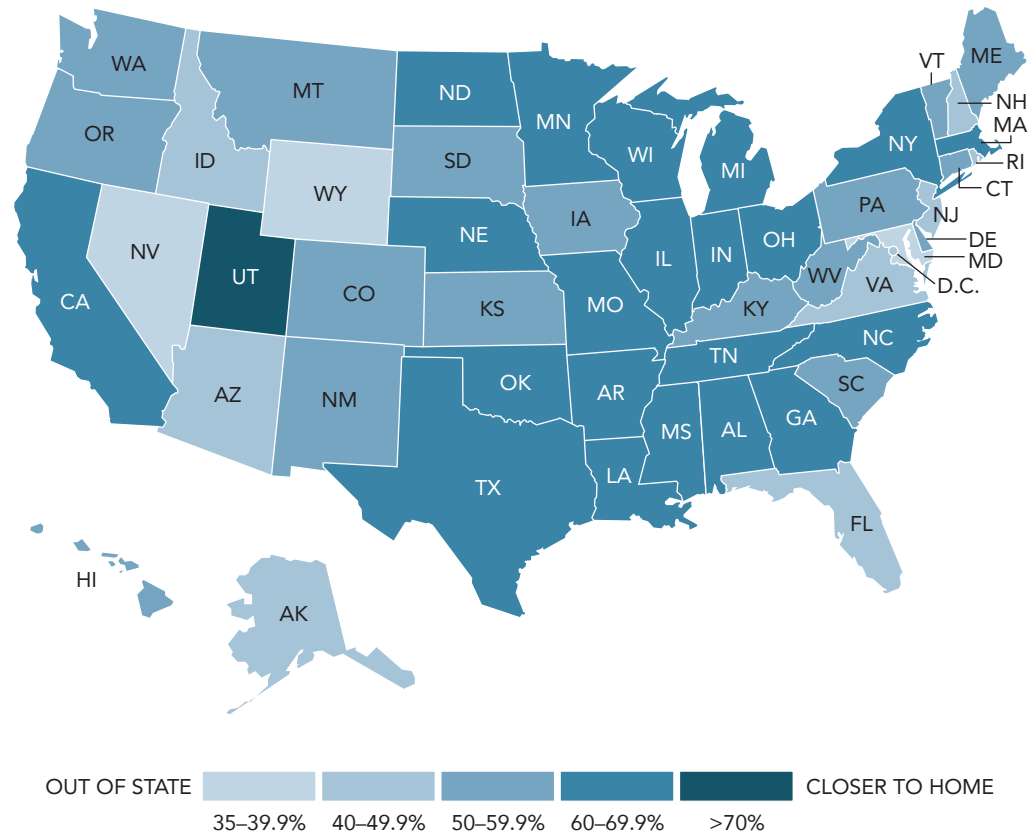 WA
MT
ND
MN
VT
ME
NH
MA
OR
ID
SD
WI
MI
NY
RI
CT
WY
IA
PA
NJ
NV
UT
NE
IL
IN
OH
DE
MD
WV
VA
D.C.
CA
CO
KS
MO
KY
NC
TN
AZ
NM
OK
AR
SC
MS
AL
GA
TX
LA
FL
HI
AK
OUT OF STATE
CLOSER TO HOME
35–39.9%
40–49.9%
50–59.9%
60–69.9%
>70%